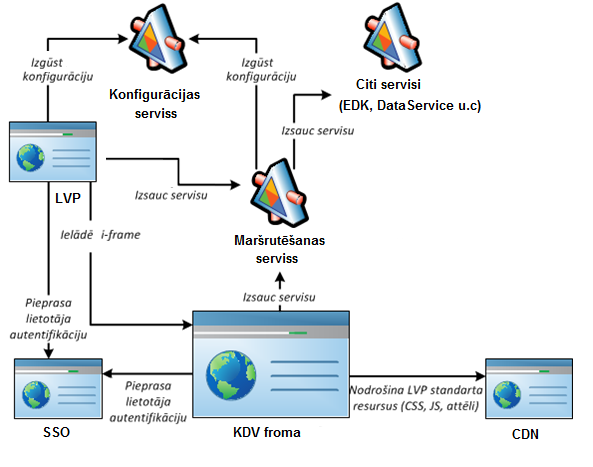 Izgūst
konfigurāciju
Konfigurācijas
serviss
Izgūst
konfigurāciju
Citi servisi
(EDK, DataService u.c)
Izsauc servisu
LVP
Izsauc servisu
Ielādē i-frame
Maršrutēšanas
serviss
Izsauc servisu
Pieprasa
lietotāja
autentifikāciju
Pieprasa
lietotāja
autentifikāciju
Nodrošina LVP standarta
resursus (CSS, JS, attēli)
SSO
KDV froma
CDN